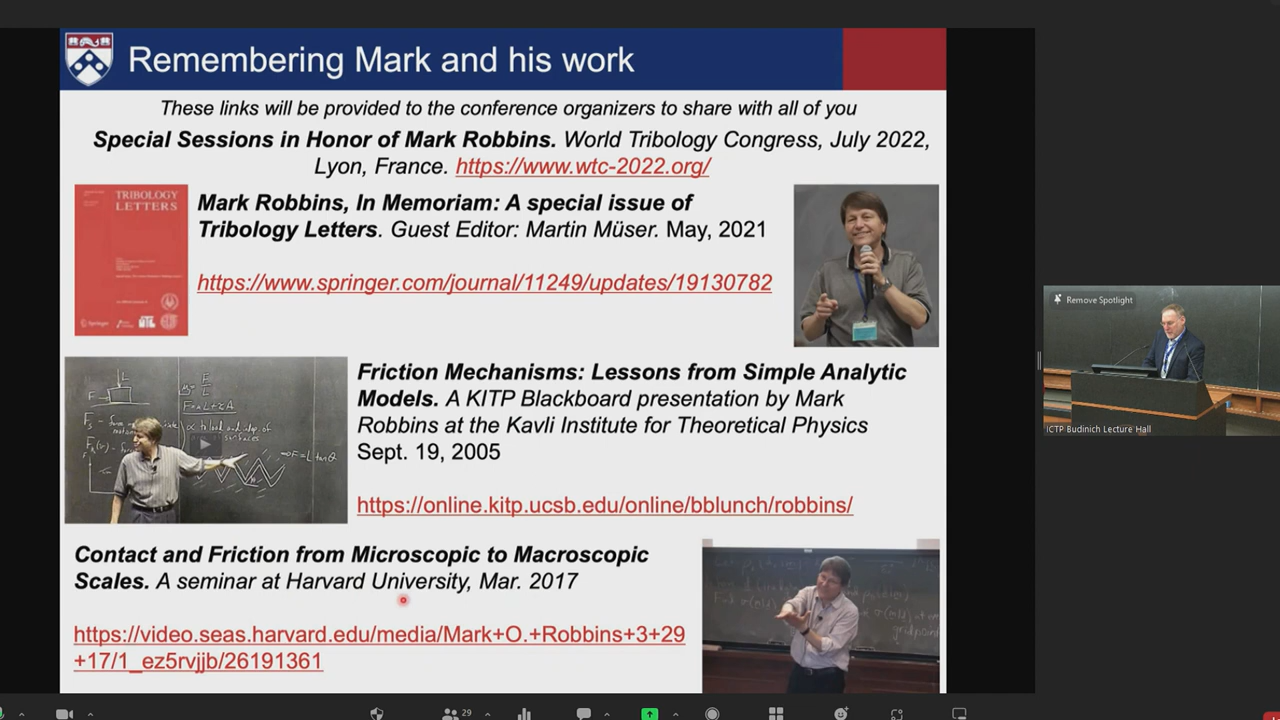 Remembering Mark and his work
These links will be provided to the conference organizers to share with all of you
Special Sessions in Honor of Mark Robbins. World Tribology Congress, July 2022,
Lyon, France. https://www.wtc-2022.org/
TRIBOLOGY
LETTERS
Mark Robbins, In Memoriam: A special issue of
Tribology Letters. Guest Editor: Martin Müser. May, 2021
https://www.springer.com/journal/11249/updates/19130782
Springer
Remove Spotlight
ICTP Budinich Lecture Hall
Friction Mechanisms: Lessons from Simple Analytic
Models. A KITP Blackboard presentation by Mark
Robbins at the Kavli Institute for Theoretical Physics
Sept. 19, 2005
https://online.kitp.ucsb.edu/online/bblunch/robbins/
Contact and Friction from Microscopic to Macroscopic
Scales. A seminar at Harvard University, Mar. 2017
https://video.seas.harvard.edu/media/Mark+O.+Robbins+3+29
+17/1_ez5rvjjb/26191361
29